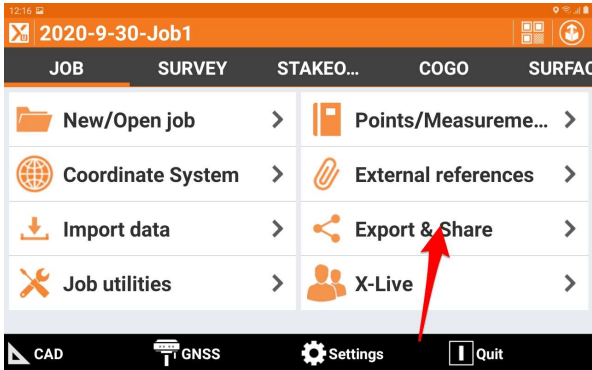 12:16
2020-9-30-Job1
JOB SURVEY STAKEO... COGO SURFAC
New/Open job
Points/Measureme...
Coordinate System
External references
Import data
Export & Share
Job utilities
X-Live
CAD GNSS Settings Quit